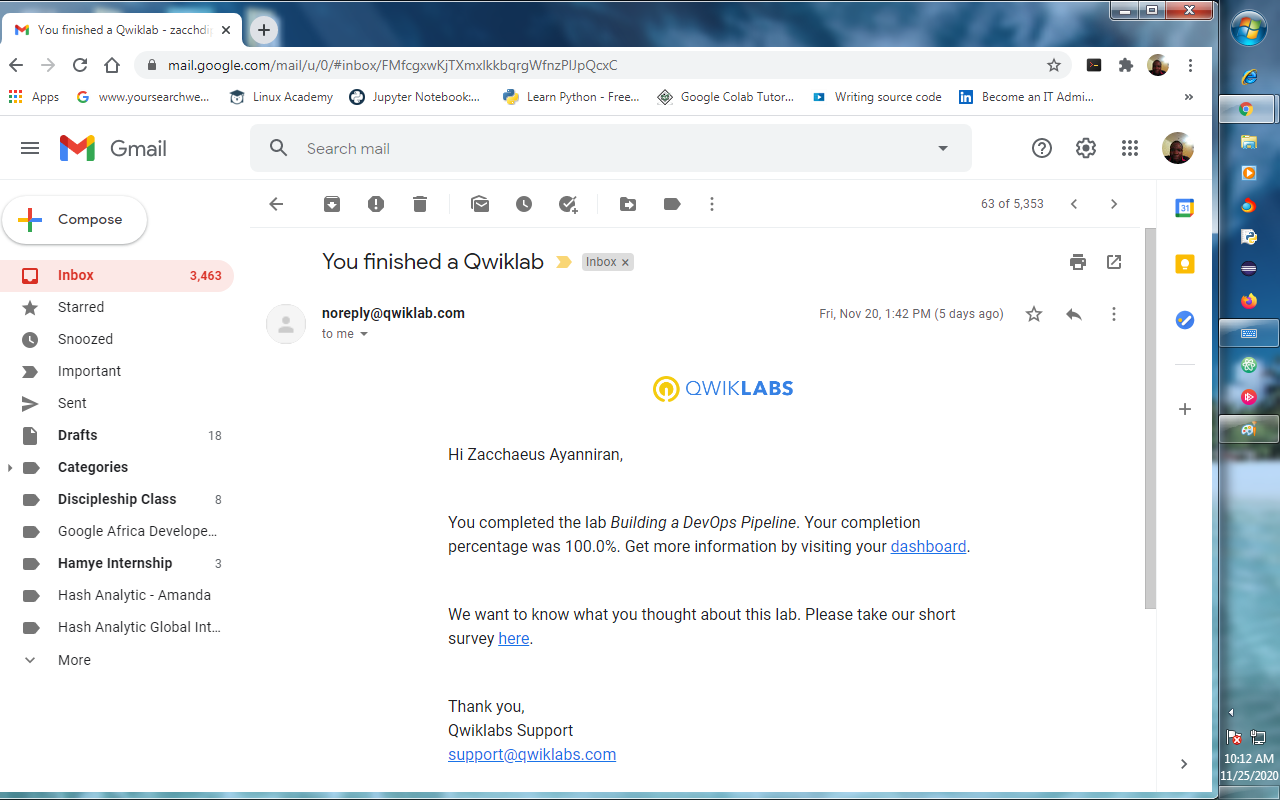 You finished a Qwiklab - zacchdi
mail.google.com/mail/u/0/#inbox/FMfcgxwKjTXmxlkkbqrgWfnzPlJpQcxC
Apps www.yoursearchwe... Linux Academy Jupyter Notebook:... Learn Python - Free... Google Colab Tutor... Writing source code Become an IT Admi... »
Gmail
Search mail
Compose
63 of 5,353
31
Inbox 3,463
Starred
Snoozed
Important
Sent
Drafts 18
Categories
Discipleship Class 8
Google Africa Develope...
Hamye Internship 3
Hash Analytic - Amanda
Hash Analytic Global Int...
More
You finished a Qwiklab Inbox
noreply@qwiklab.com Fri, Nov 20, 1:42 PM (5 days ago)
to me
QWIKLABS
Hi Zacchaeus Ayanniran,
You completed the lab Building a DevOps Pipeline. Your completion
percentage was 100.0%. Get more information by visiting your dashboard.
We want to know what you thought about this lab. Please take our short
survey here.
Thank you,
Qwiklabs Support
support@qwiklabs.com
10:12 AM
11/25/2020